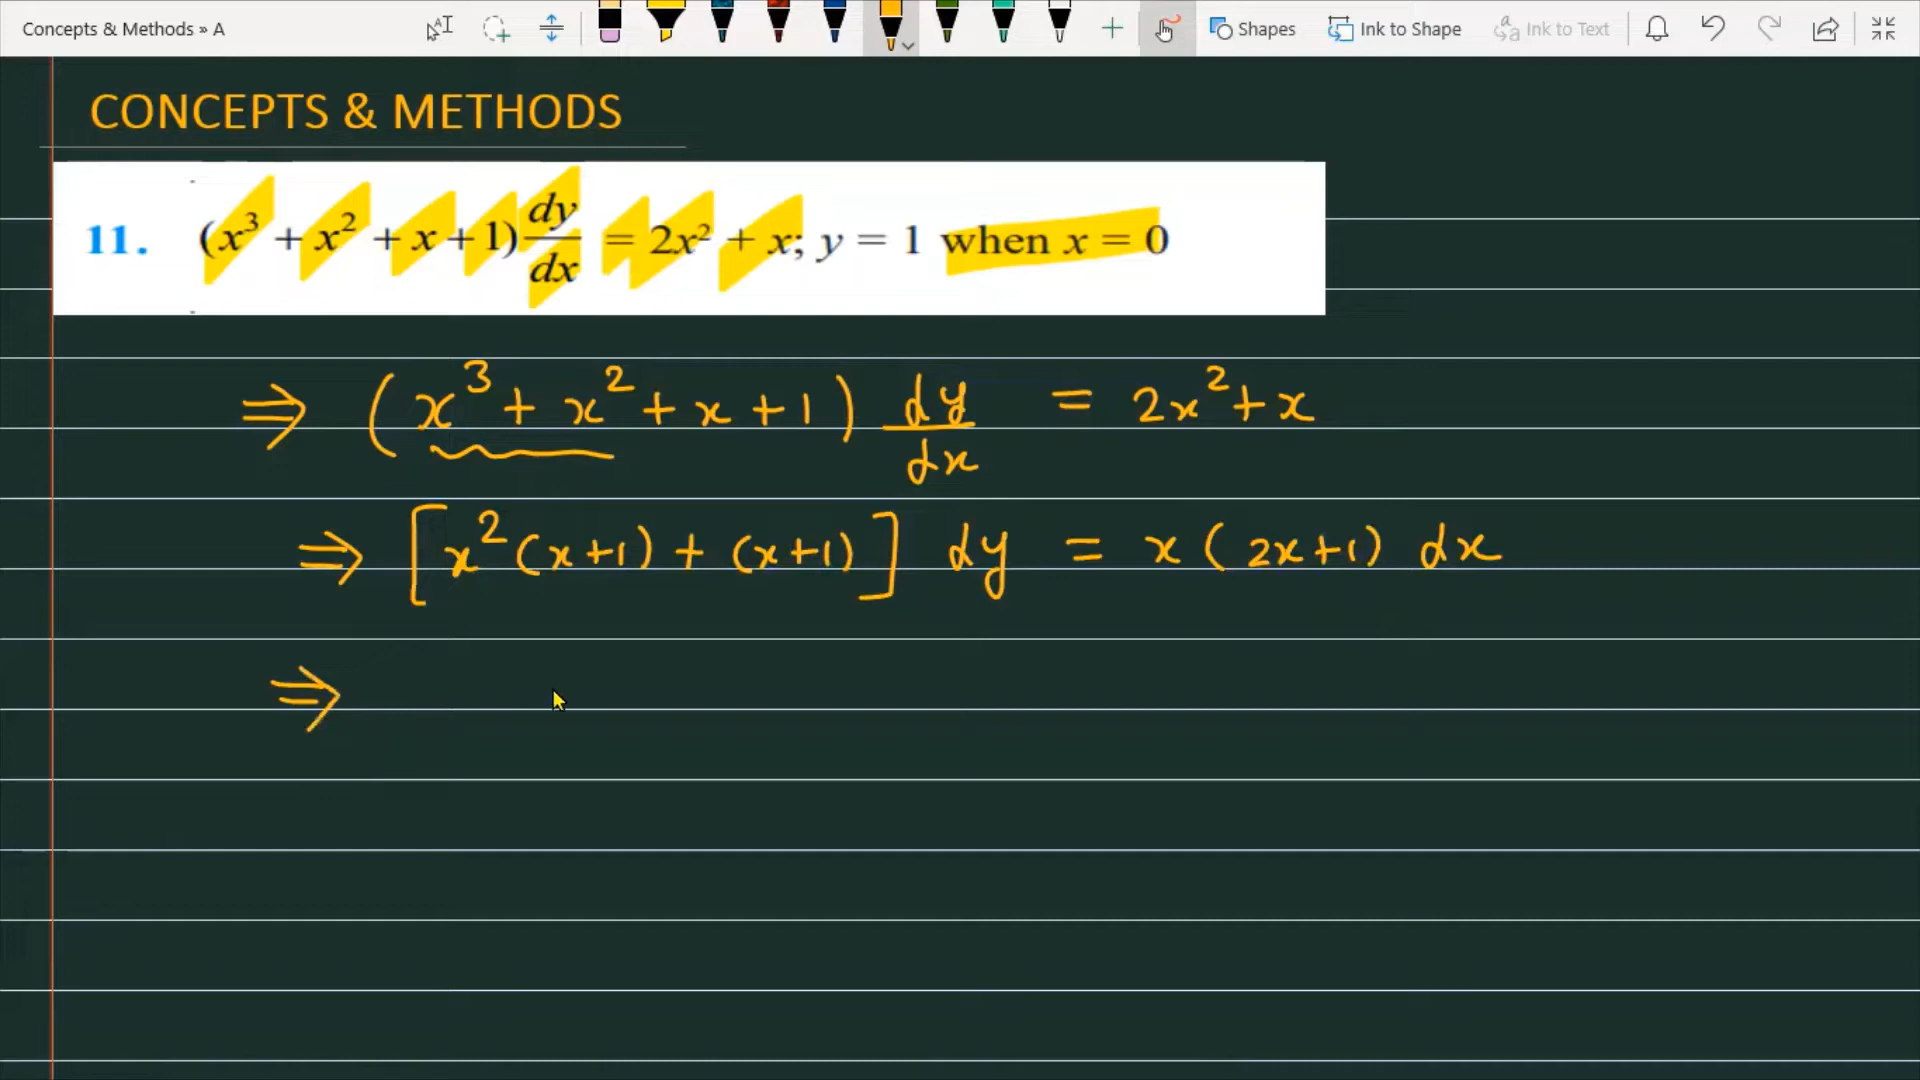 Concepts & Methods » A
Shapes
Ink to Shape
Ink to Text
CONCEPTS & METHODS
11. (x³ + x² + x + 1) dy/dx = 2x² + x; y = 1 when x = 0
⇒ (x³ + x² + x + 1) dy/dx = 2x² + x
⇒ [x² (x+1) + (x+1)] dy = x (2x+1) dx
⇒